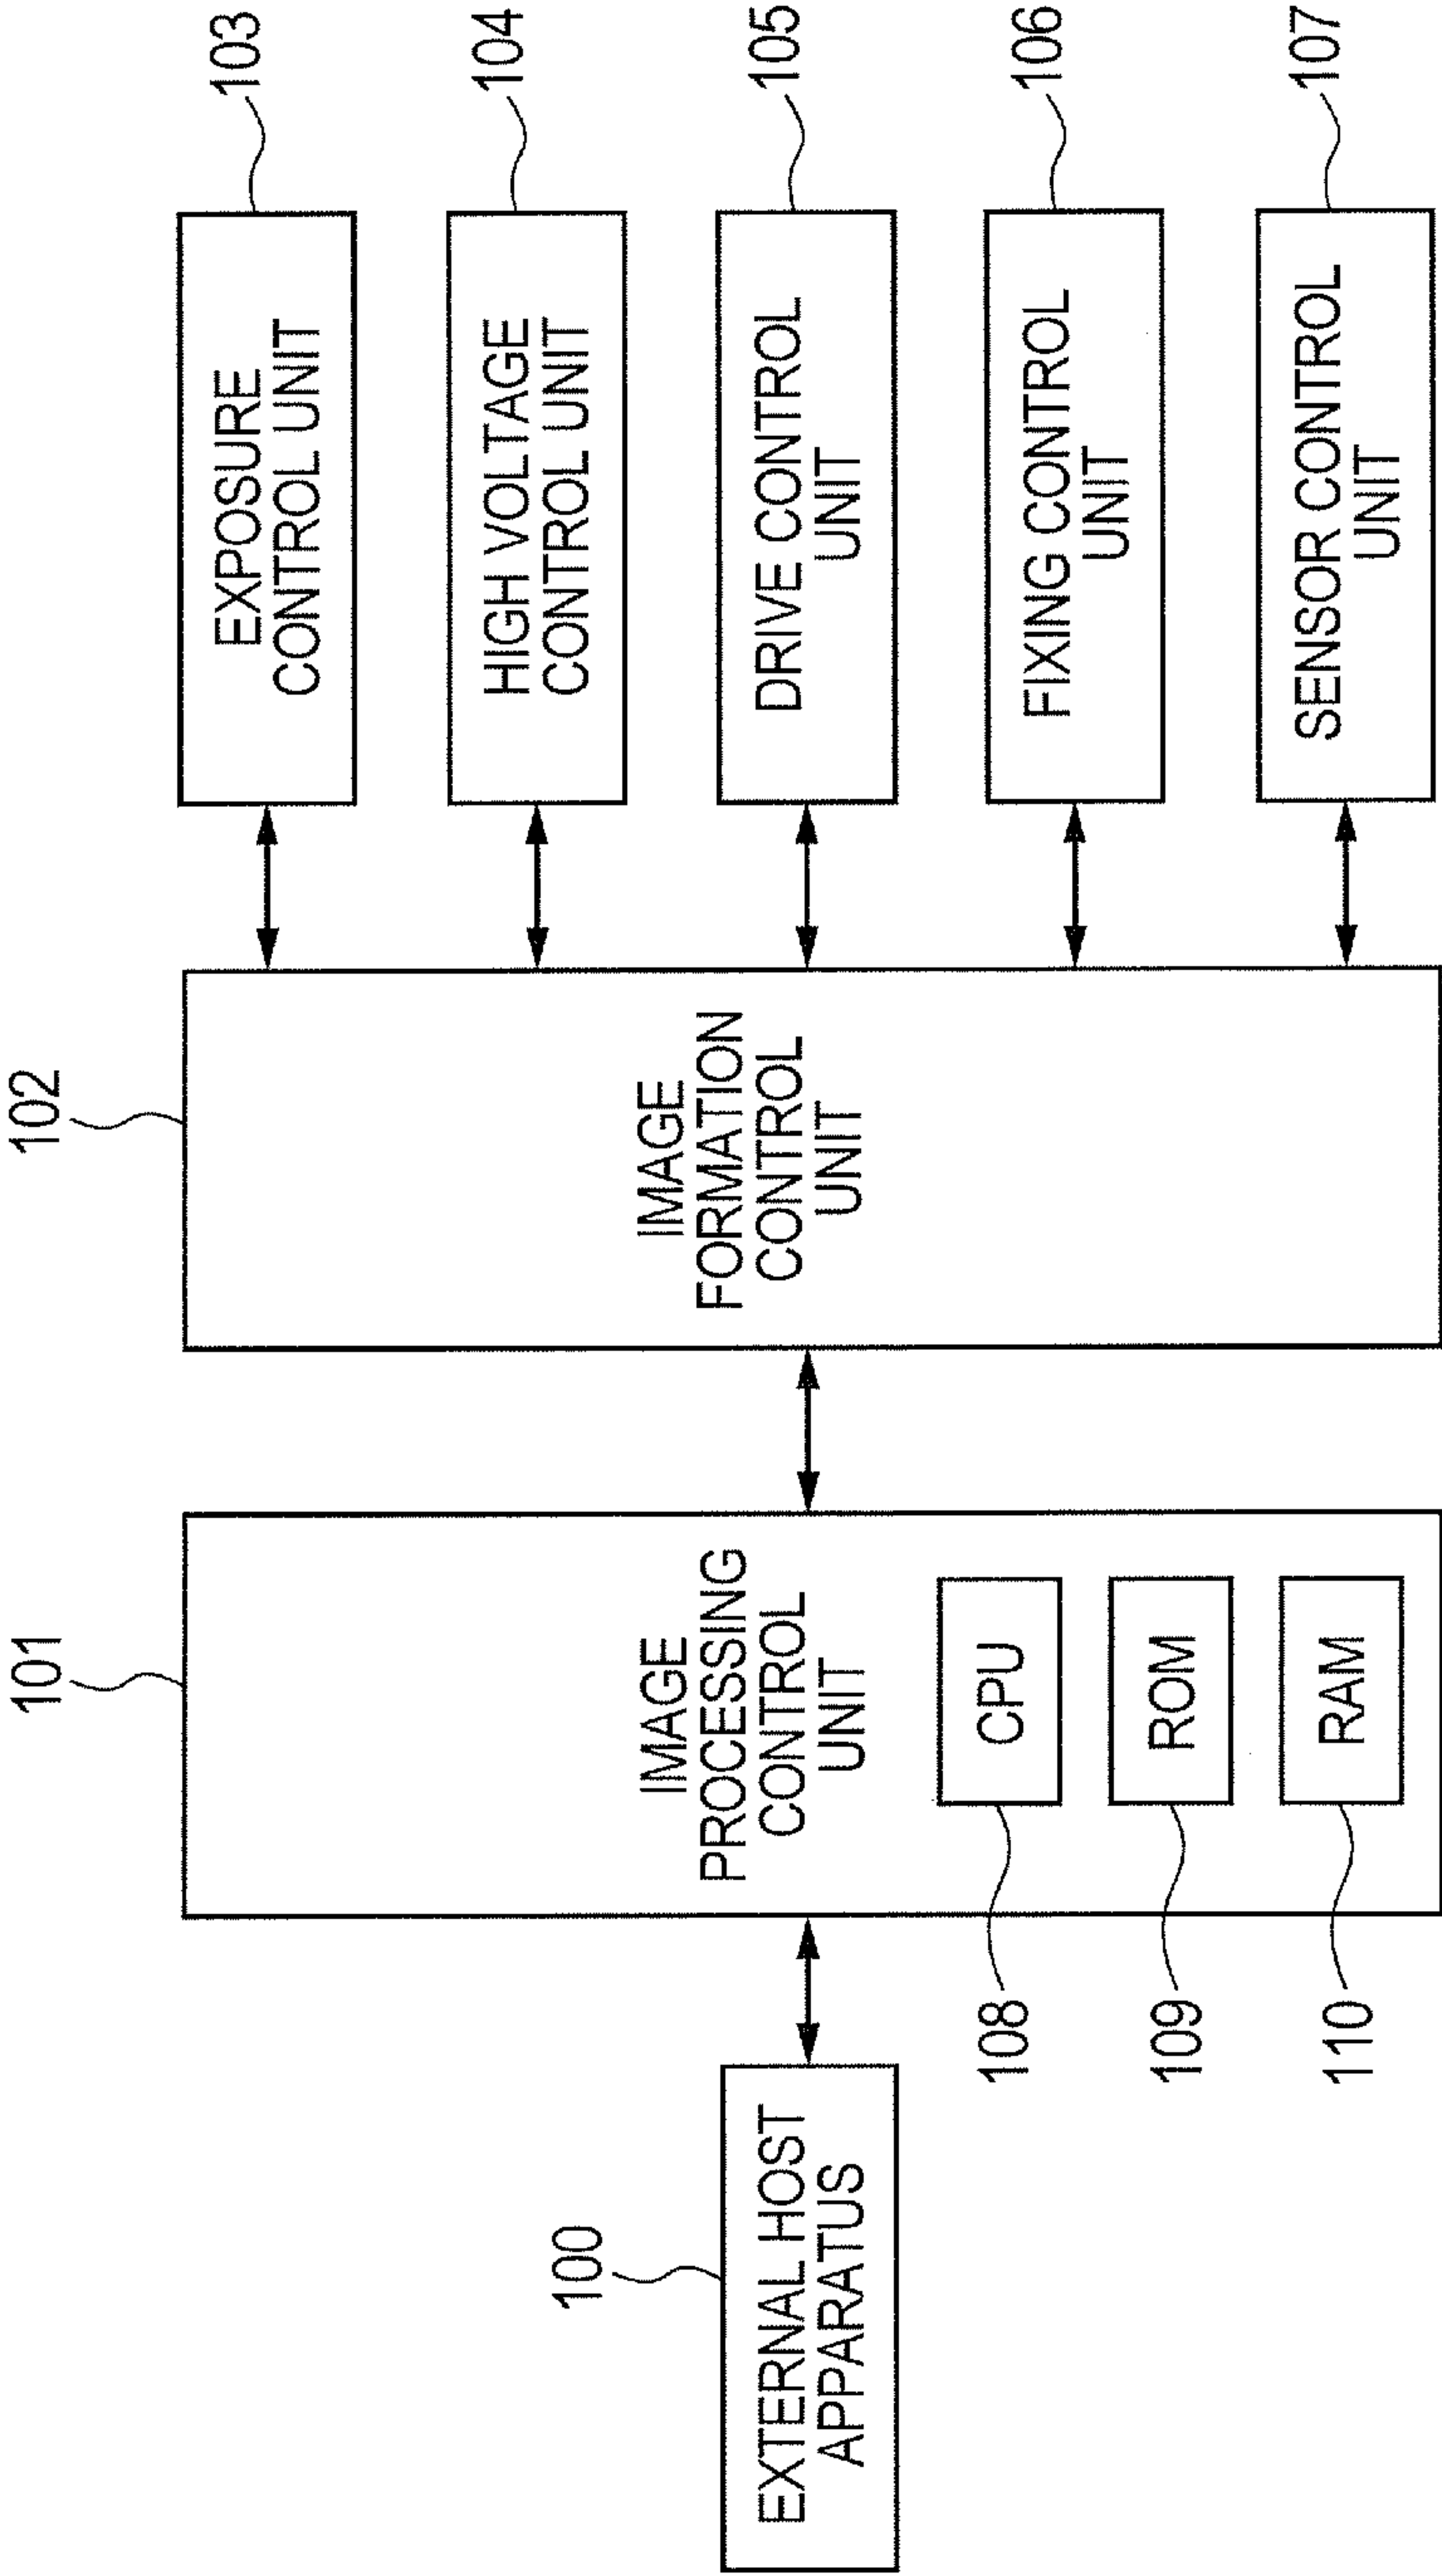 101
102
103
EXPOSURE
CONTROL UNIT
104
HIGH VOLTAGE
CONTROL UNIT
100
EXTERNAL HOST
APPARATUS
IMAGE
PROCESSING
CONTROL
UNIT
IMAGE
FORMATION
CONTROL
UNIT
105
DRIVE CONTROL
UNIT
108
CPU
106
FIXING CONTROL
UNIT
109
ROM
107
SENSOR CONTROL
UNIT
110
RAM